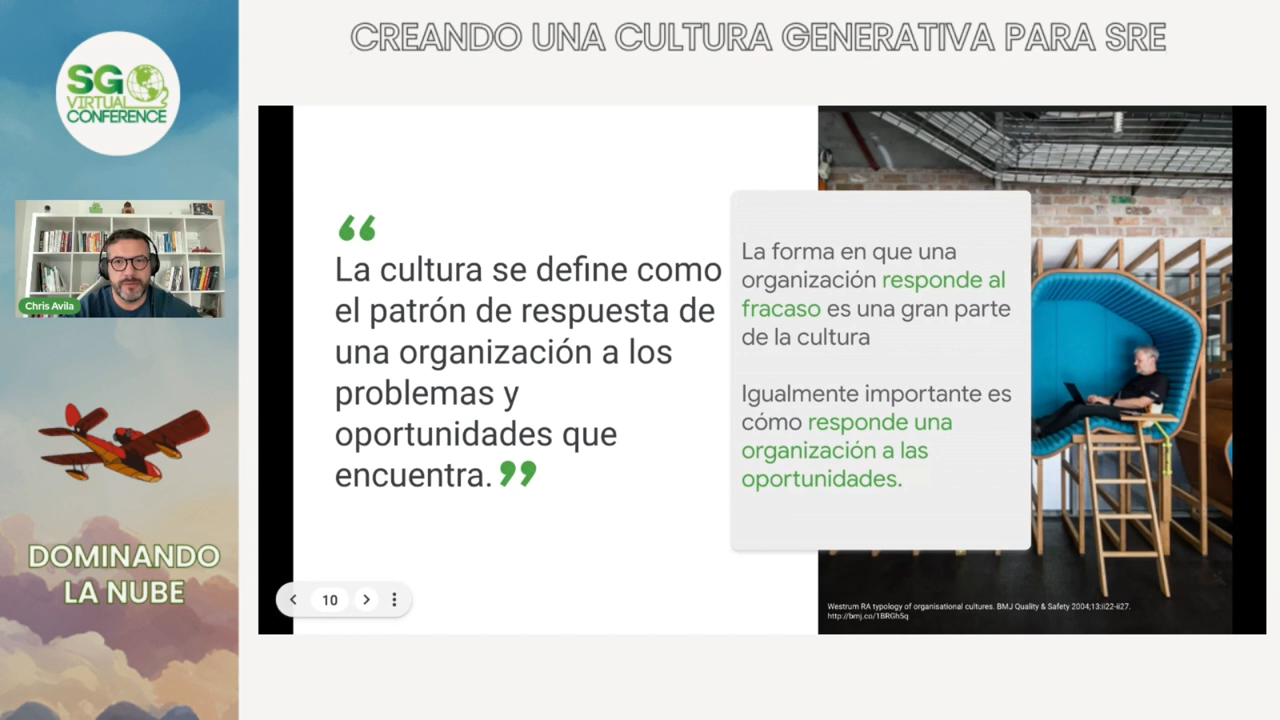 CREANDO UNA CULTURA GENERATIVA PARA SRE
SG
VIRTUAL
CONFERENCE
Chris Avila
DOMINANDO
LA NUBE
“
La cultura se define como
el patrón de respuesta de
una organización a los
problemas y
oportunidades que
encuentra. ”
La forma en que una
organización responde al
fracaso es una gran parte
de la cultura
Igualmente importante es
cómo responde una
organización a las
oportunidades.
10
Westrum RA typology of organisational cultures. BMJ Quality & Safety 2004;13:ii22-ii27.
http://bmj.co/1BRGh5q